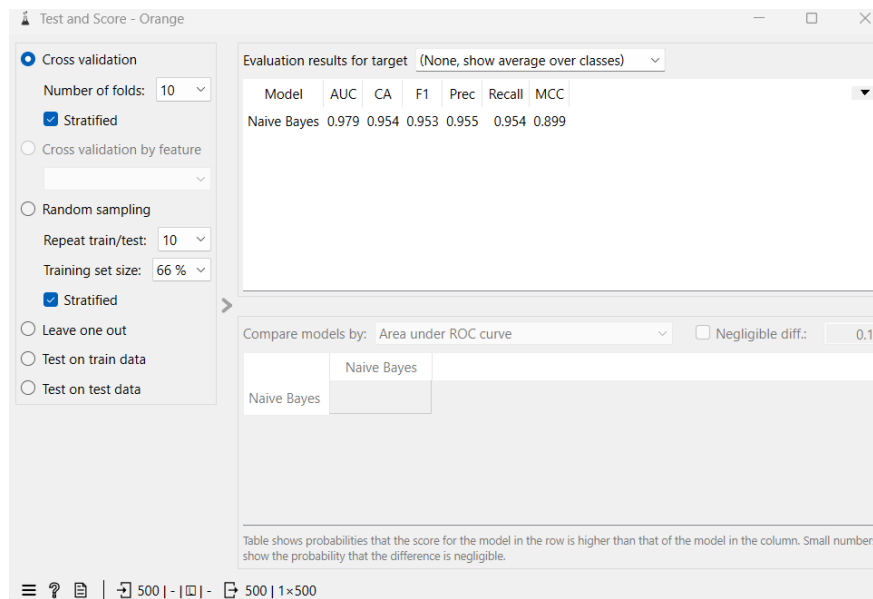 Test and Score - Orange
Cross validation
Number of folds: 10
Stratified
Cross validation by feature
Random sampling
Repeat train/test: 10
Training set size: 66 %
Stratified
Leave one out
Test on train data
Test on test data
Evaluation results for target (None, show average over classes)
Model AUC CA F1 Prec Recall MCC
Naive Bayes 0.979 0.954 0.953 0.955 0.954 0.899
Compare models by: Area under ROC curve Negligible diff.: 0.1
Naive Bayes
Naive Bayes
Table shows probabilities that the score for the model in the row is higher than that of the model in the column. Small numbers
show the probability that the difference is negligible.
500 | - | - 500 | 1×500